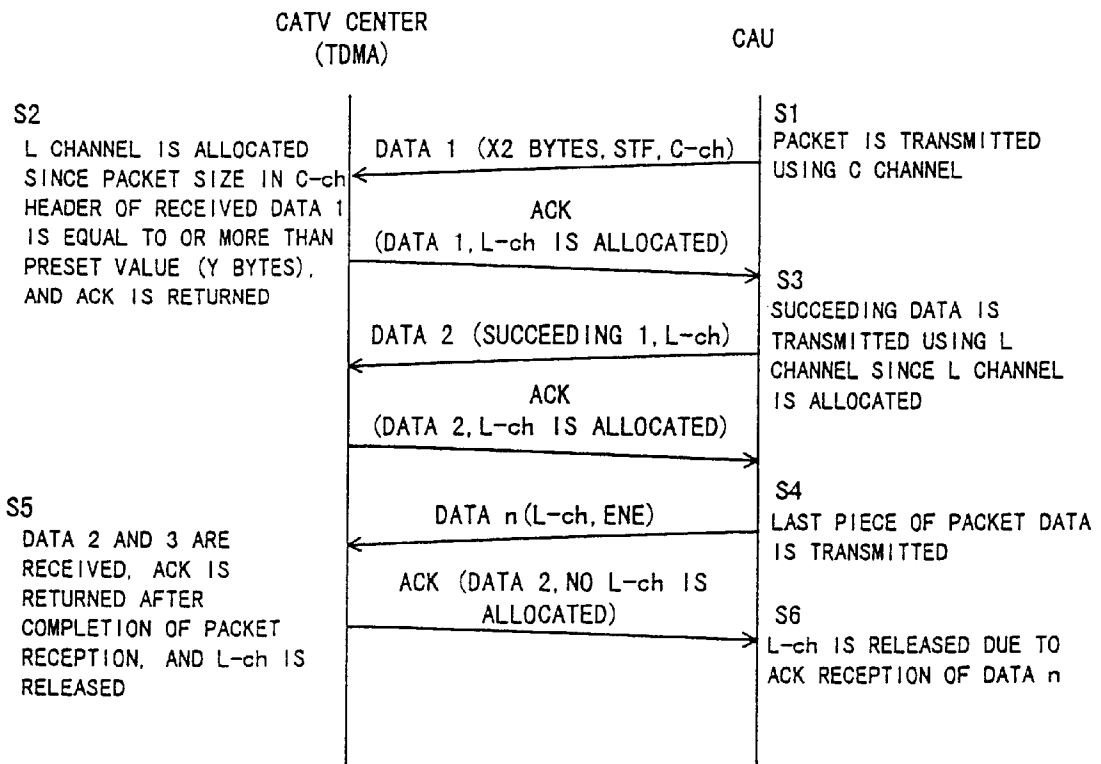 CATV CENTER
(TDMA)
CAU
S2
L CHANNEL IS ALLOCATED
SINCE PACKET SIZE IN C-ch
HEADER OF RECEIVED DATA 1
IS EQUAL TO OR MORE THAN
PRESET VALUE (Y BYTES),
AND ACK IS RETURNED
DATA 1 (X2 BYTES, STF, C-ch)
S1
PACKET IS TRANSMITTED
USING C CHANNEL
ACK
(DATA 1, L-ch IS ALLOCATED)
S3
SUCCEEDING DATA IS
TRANSMITTED USING L
CHANNEL SINCE L CHANNEL
IS ALLOCATED
DATA 2 (SUCCEEDING 1, L-ch)
ACK
(DATA 2, L-ch IS ALLOCATED)
S4
LAST PIECE OF PACKET DATA
IS TRANSMITTED
DATA n (L-ch, ENE)
S5
DATA 2 AND 3 ARE
RECEIVED, ACK IS
RETURNED AFTER
COMPLETION OF PACKET
RECEPTION, AND L-ch IS
RELEASED
ACK (DATA 2, NO L-ch IS
ALLOCATED)
S6
L-ch IS RELEASED DUE TO
ACK RECEPTION OF DATA n